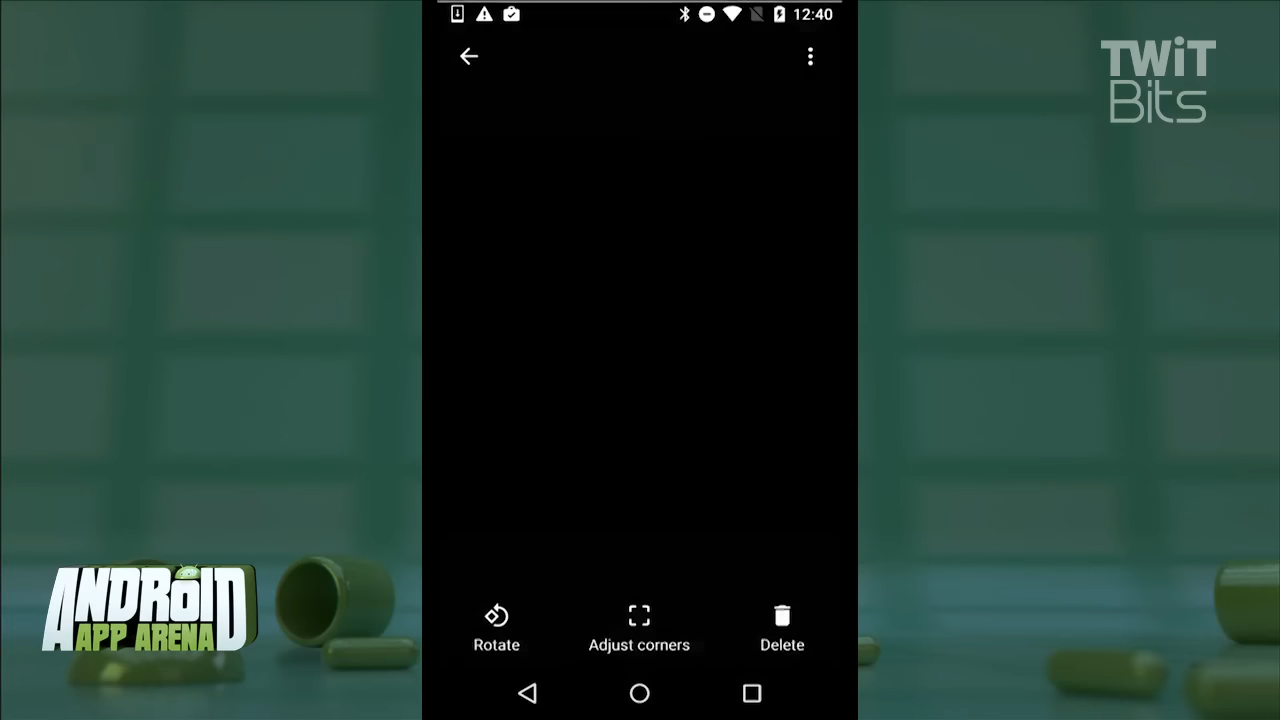 12:40
TWiT
Bits
ANDROID
APP ARENA
Rotate
Adjust corners
Delete